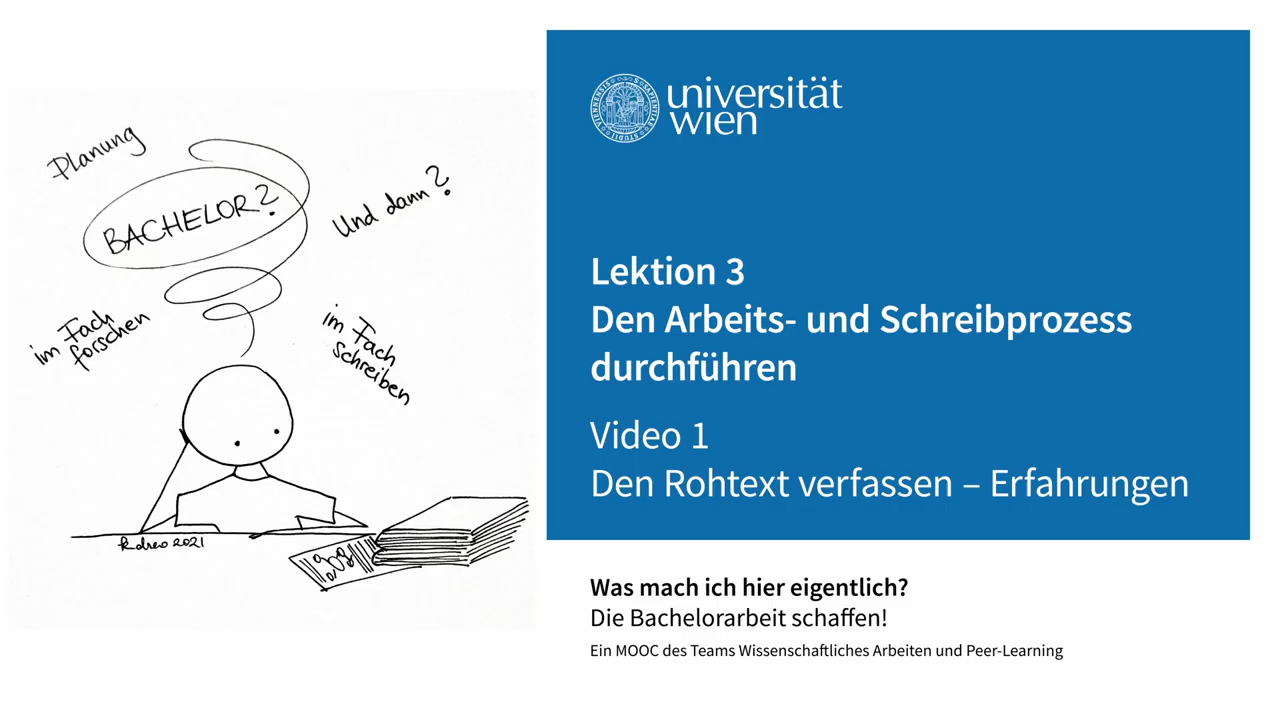 Planung
BACHELOR?
Und dann?
im Fach
forschen
im Fach
schreiben
universität
wien
Lektion 3
Den Arbeits- und Schreibprozess
durchführen
Video 1
Den Rohtext verfassen – Erfahrungen
Was mach ich hier eigentlich?
Die Bachelorarbeit schaffen!
Ein MOOC des Teams Wissenschaftliches Arbeiten und Peer-Learning